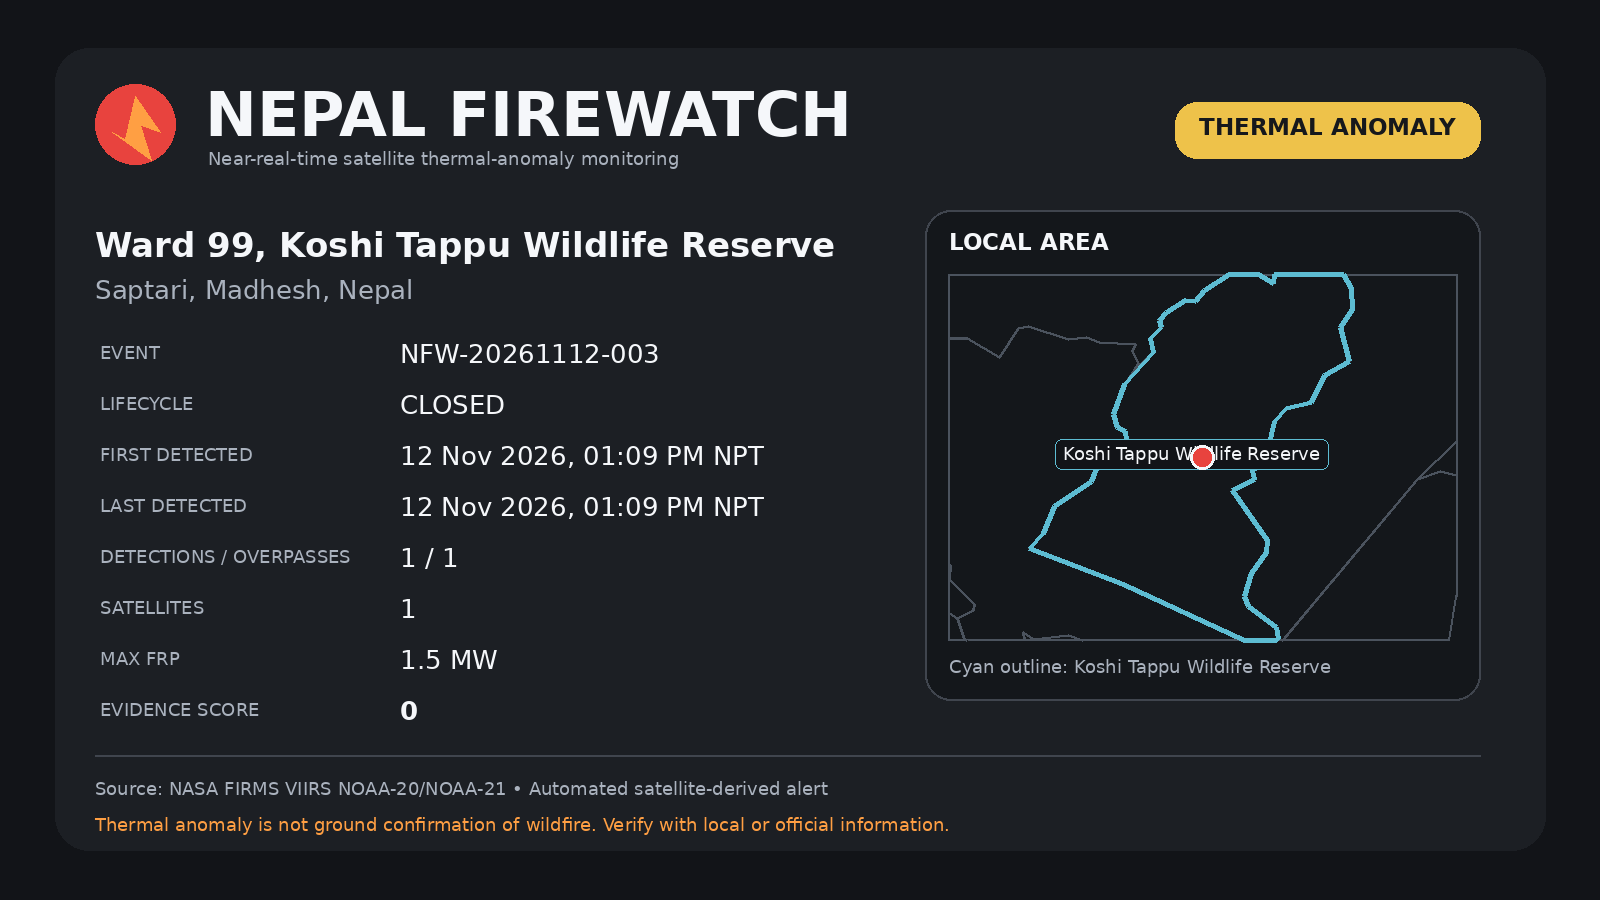 NEPAL FIREWATCH
Near-real-time satellite thermal-anomaly monitoring
THERMAL ANOMALY
Ward 99, Koshi Tappu Wildlife Reserve
Saptari, Madhesh, Nepal
EVENT NFW-20261112-003
LIFECYCLE CLOSED
FIRST DETECTED 12 Nov 2026, 01:09 PM NPT
LAST DETECTED 12 Nov 2026, 01:09 PM NPT
DETECTIONS / OVERPASSES 1 / 1
SATELLITES 1
MAX FRP 1.5 MW
EVIDENCE SCORE 0
LOCAL AREA
Koshi Tappu Wildlife Reserve
Cyan outline: Koshi Tappu Wildlife Reserve
Source: NASA FIRMS VIIRS NOAA-20/NOAA-21 • Automated satellite-derived alert
Thermal anomaly is not ground confirmation of wildfire. Verify with local or official information.